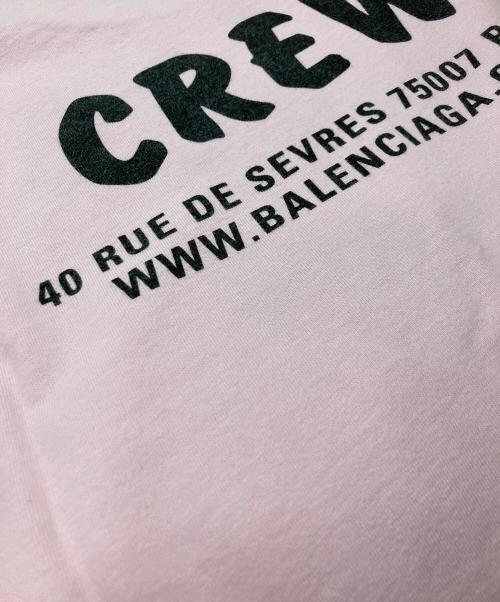 CREW
40 RUE DE SEVRES 75007
WWW.BALENCIAGA.